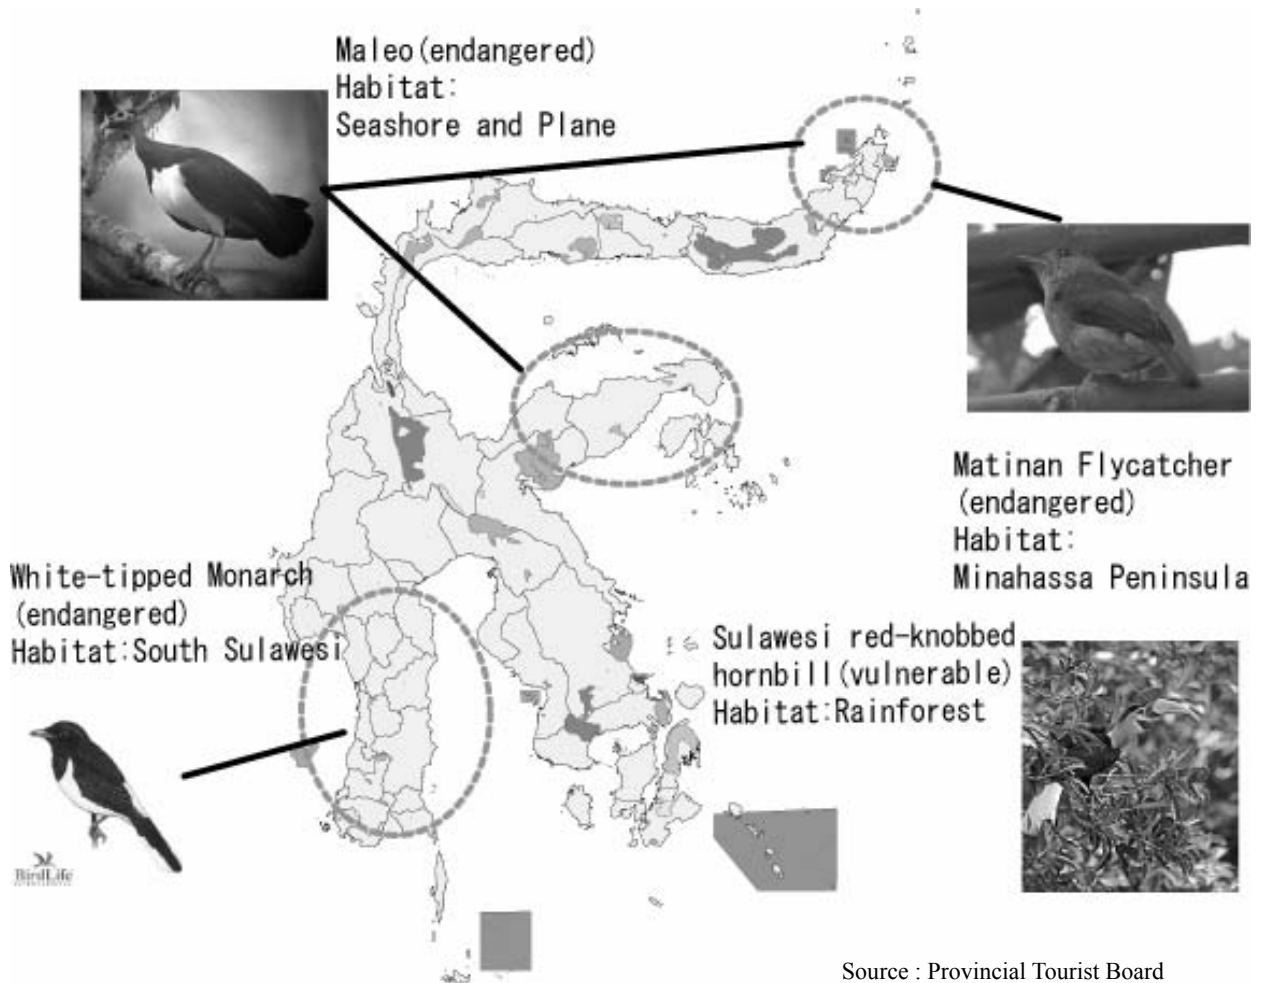 Maleo(endangered)
Habitat:
Seashore and Plane
Matinan Flycatcher
(endangered)
Habitat:
Minahassa Peninsula
White-tipped Monarch
(endangered)
Habitat:South Sulawesi
Sulawesi red-knobbed
hornbill(vulnerable)
Habitat:Rainforest
BirdLife
Source : Provincial Tourist Board